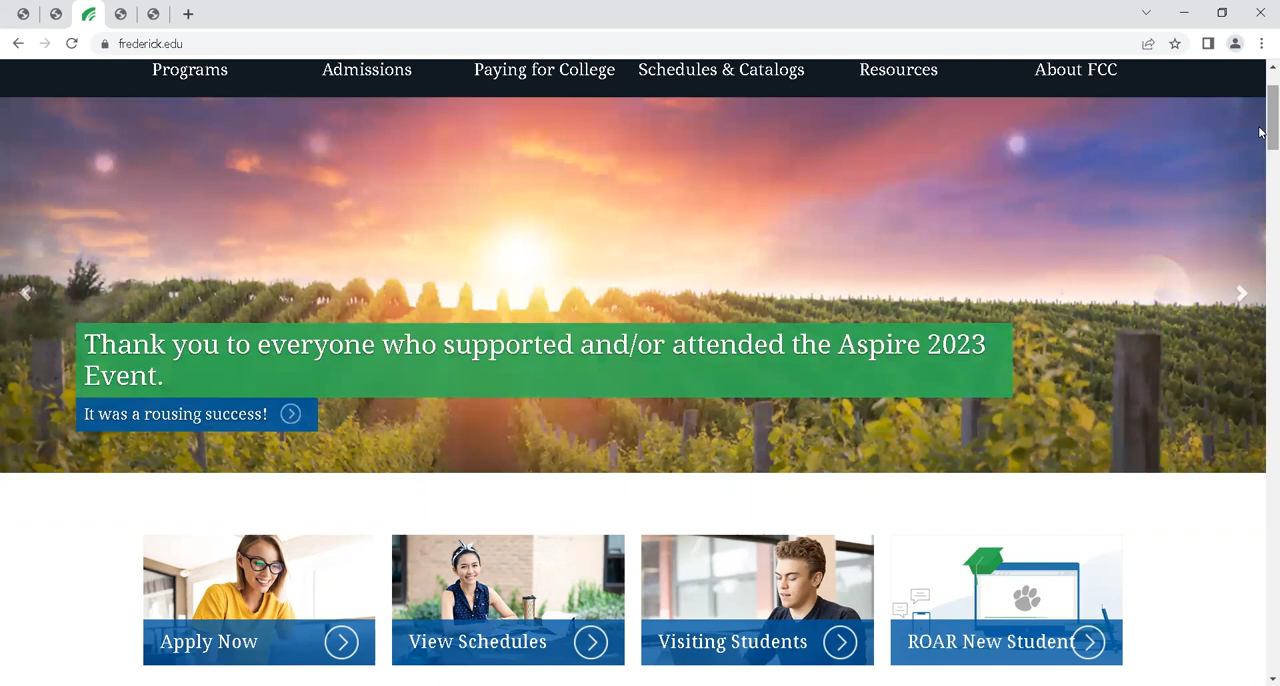 frederick.edu
Programs Admissions Paying for College Schedules & Catalogs Resources About FCC
Thank you to everyone who supported and/or attended the Aspire 2023
Event.
It was a rousing success!
Apply Now View Schedules Visiting Students ROAR New Student